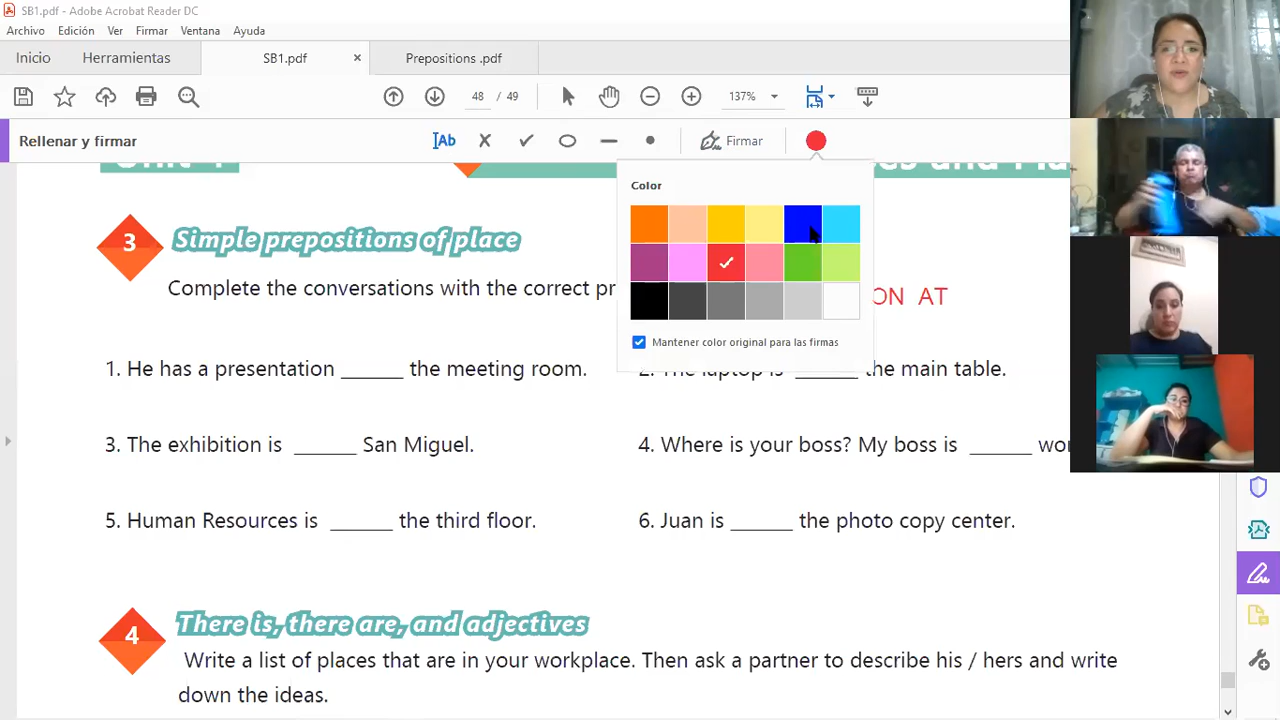 SB1.pdf - Adobe Acrobat Reader DC
Archivo Edición Ver Firmar Ventana Ayuda
Inicio Herramientas SB1.pdf × Prepositions .pdf
48 / 49 137%
Rellenar y firmar Ab Firmar
Color
Mantener color original para las firmas
3 Simple prepositions of place
Complete the conversations with the correct pr ON AT
1. He has a presentation ______ the meeting room. 2. The laptop is ______ the main table.
3. The exhibition is ______ San Miguel. 4. Where is your boss? My boss is ______ wor
5. Human Resources is ______ the third floor. 6. Juan is ______ the photo copy center.
4 There is, there are, and adjectives
Write a list of places that are in your workplace. Then ask a partner to describe his / hers and write
down the ideas.